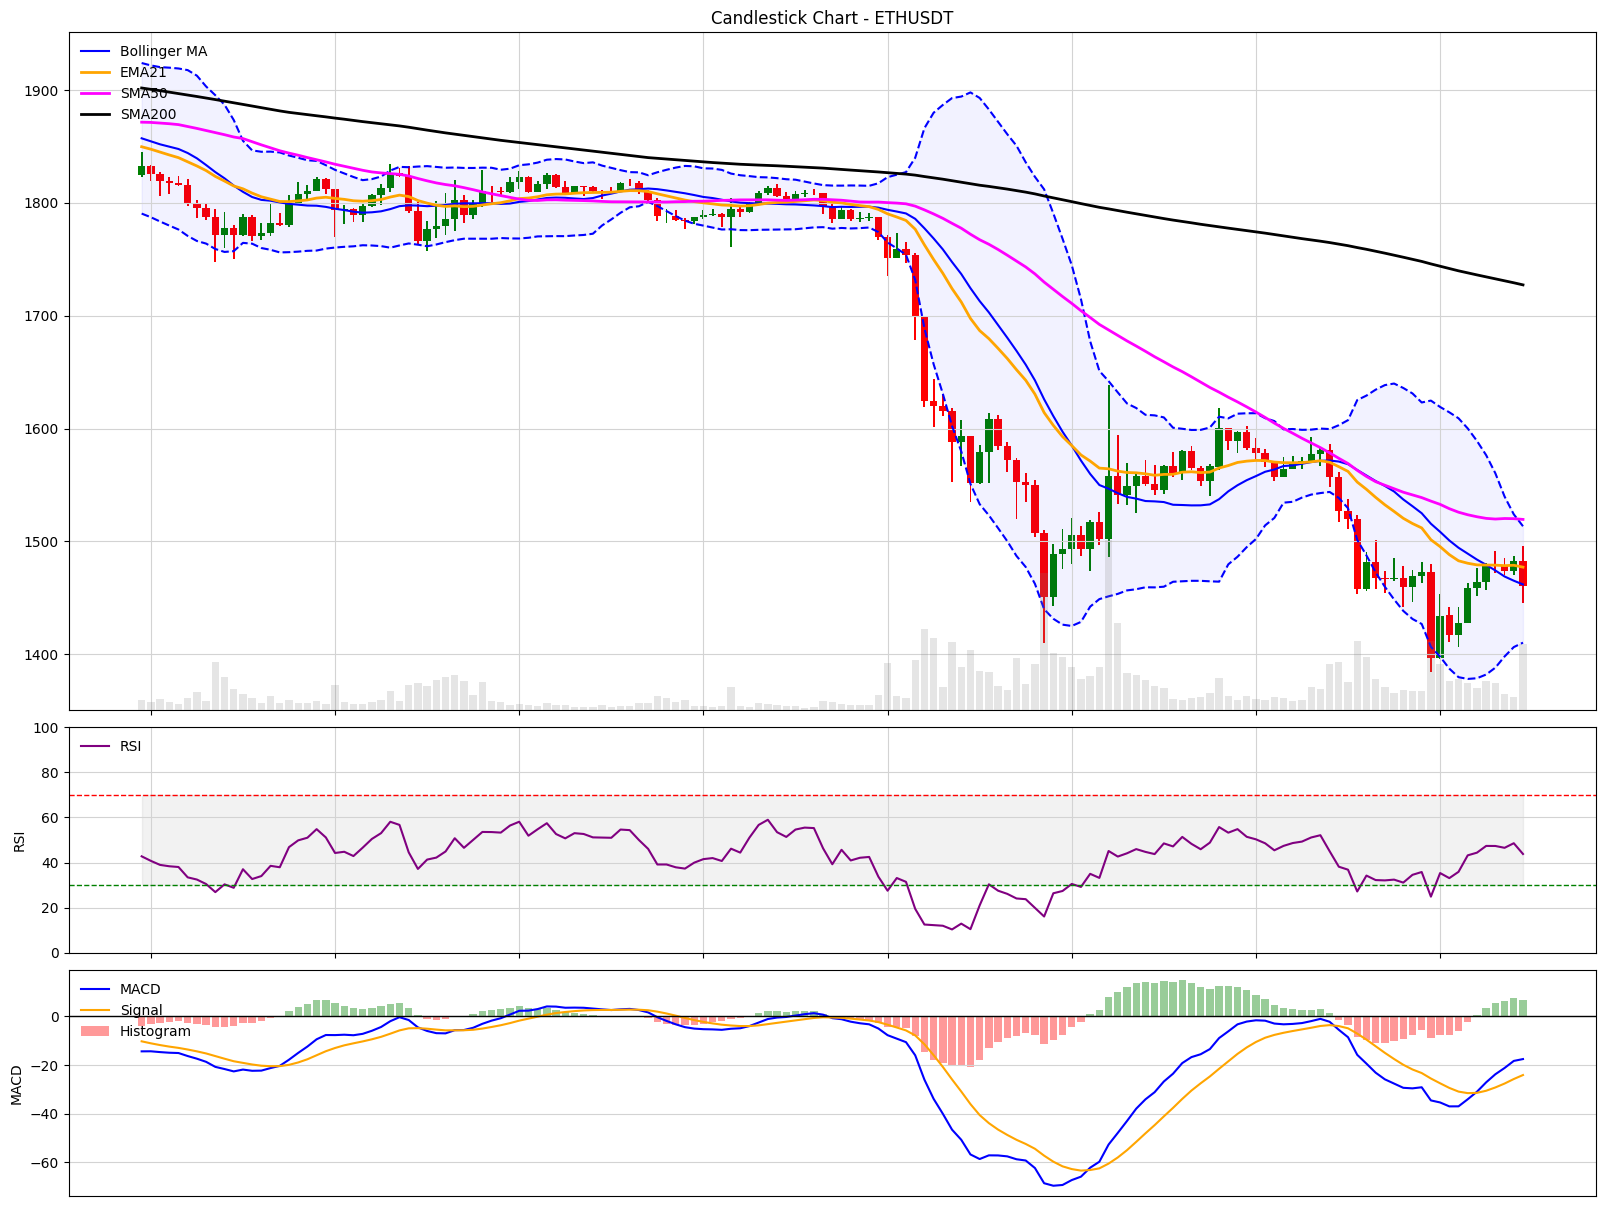 Candlestick Chart - ETHUSDT
Bollinger MA
EMA21
SMA50
SMA200
1900
1800
1700
1600
1500
1400
RSI
100
80
60
40
20
0
RSI
MACD
Signal
Histogram
0
−20
−40
−60
MACD